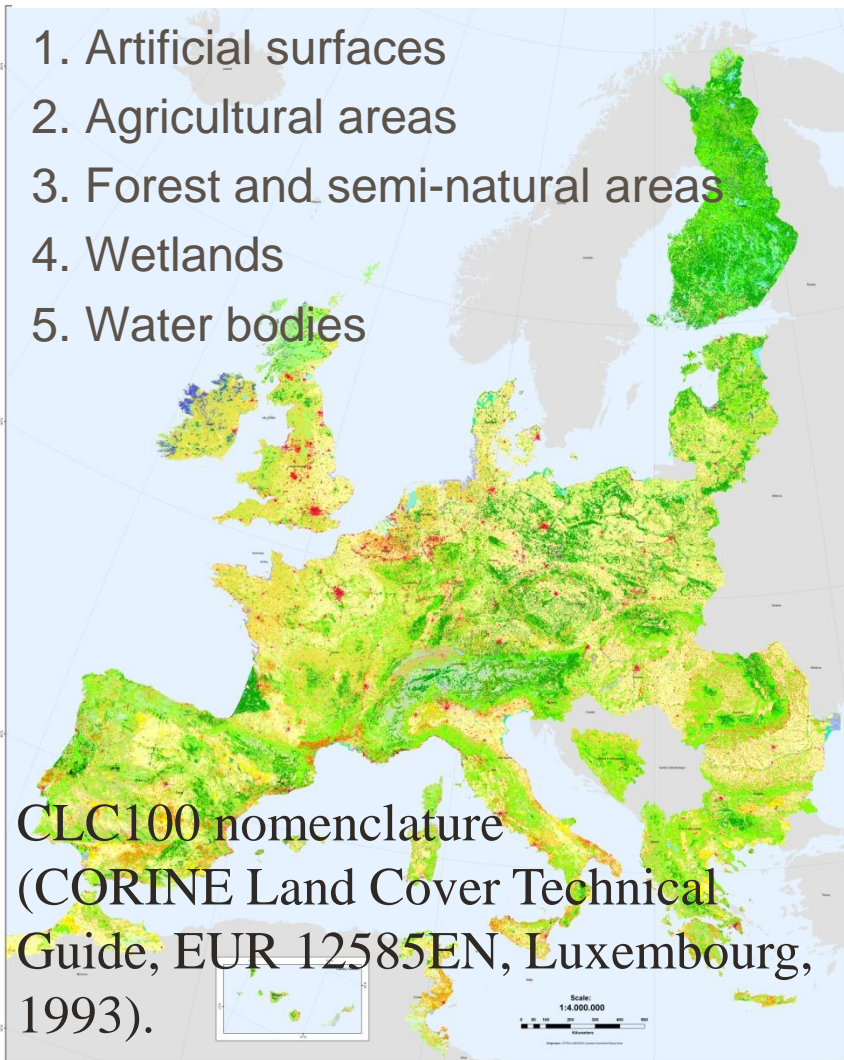 1. Artificial surfaces
2. Agricultural areas
3. Forest and semi-natural areas
4. Wetlands
5. Water bodies
CLC100 nomenclature
(CORINE Land Cover Technical
Guide, EUR 12585EN, Luxembourg,
1993).
Scale:
1:4.000.000
Kilometers